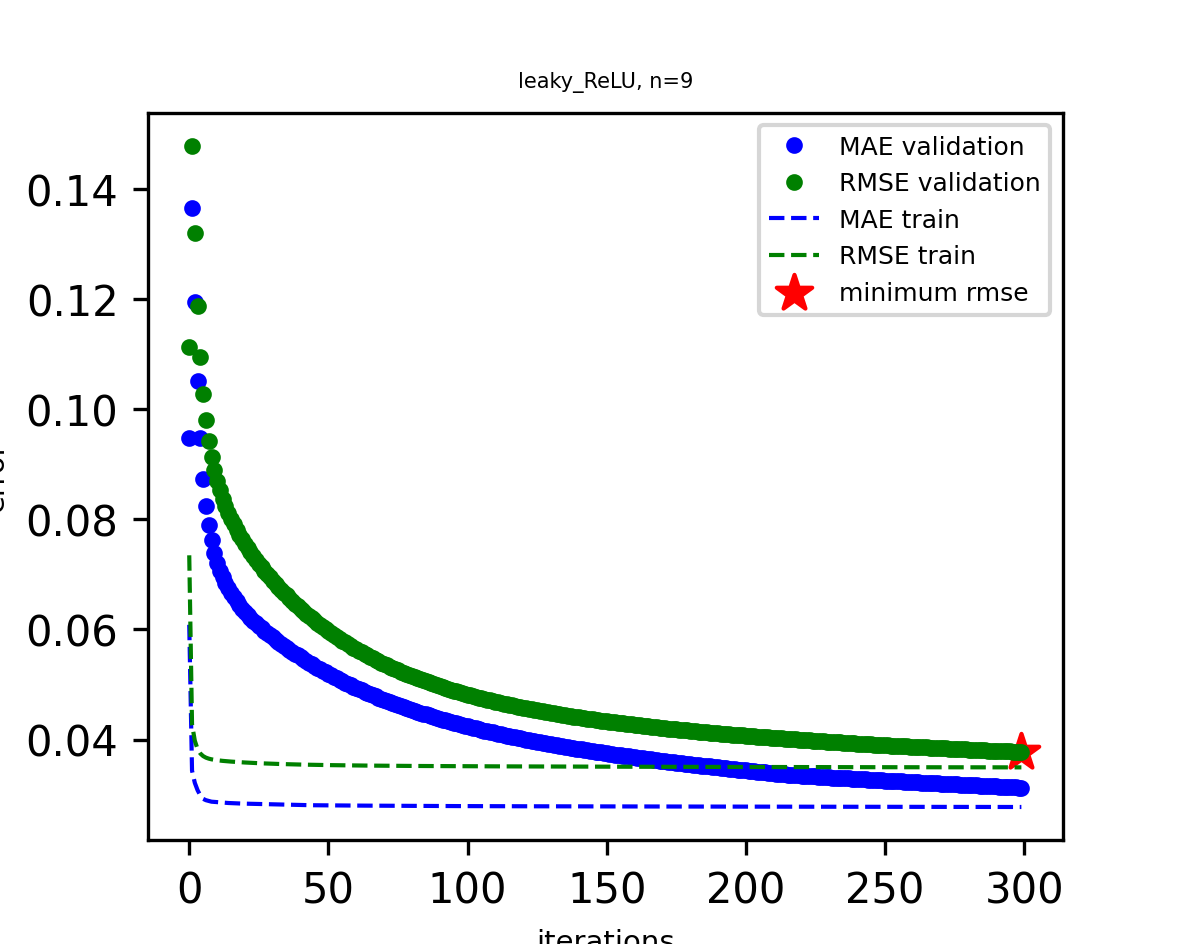 leaky_ReLU, n=9
MAE validation
RMSE validation
MAE train
RMSE train
minimum rmse
0.14
0.12
0.10
0.08
0.06
0.04
0 50 100 150 200 250 300
iterations